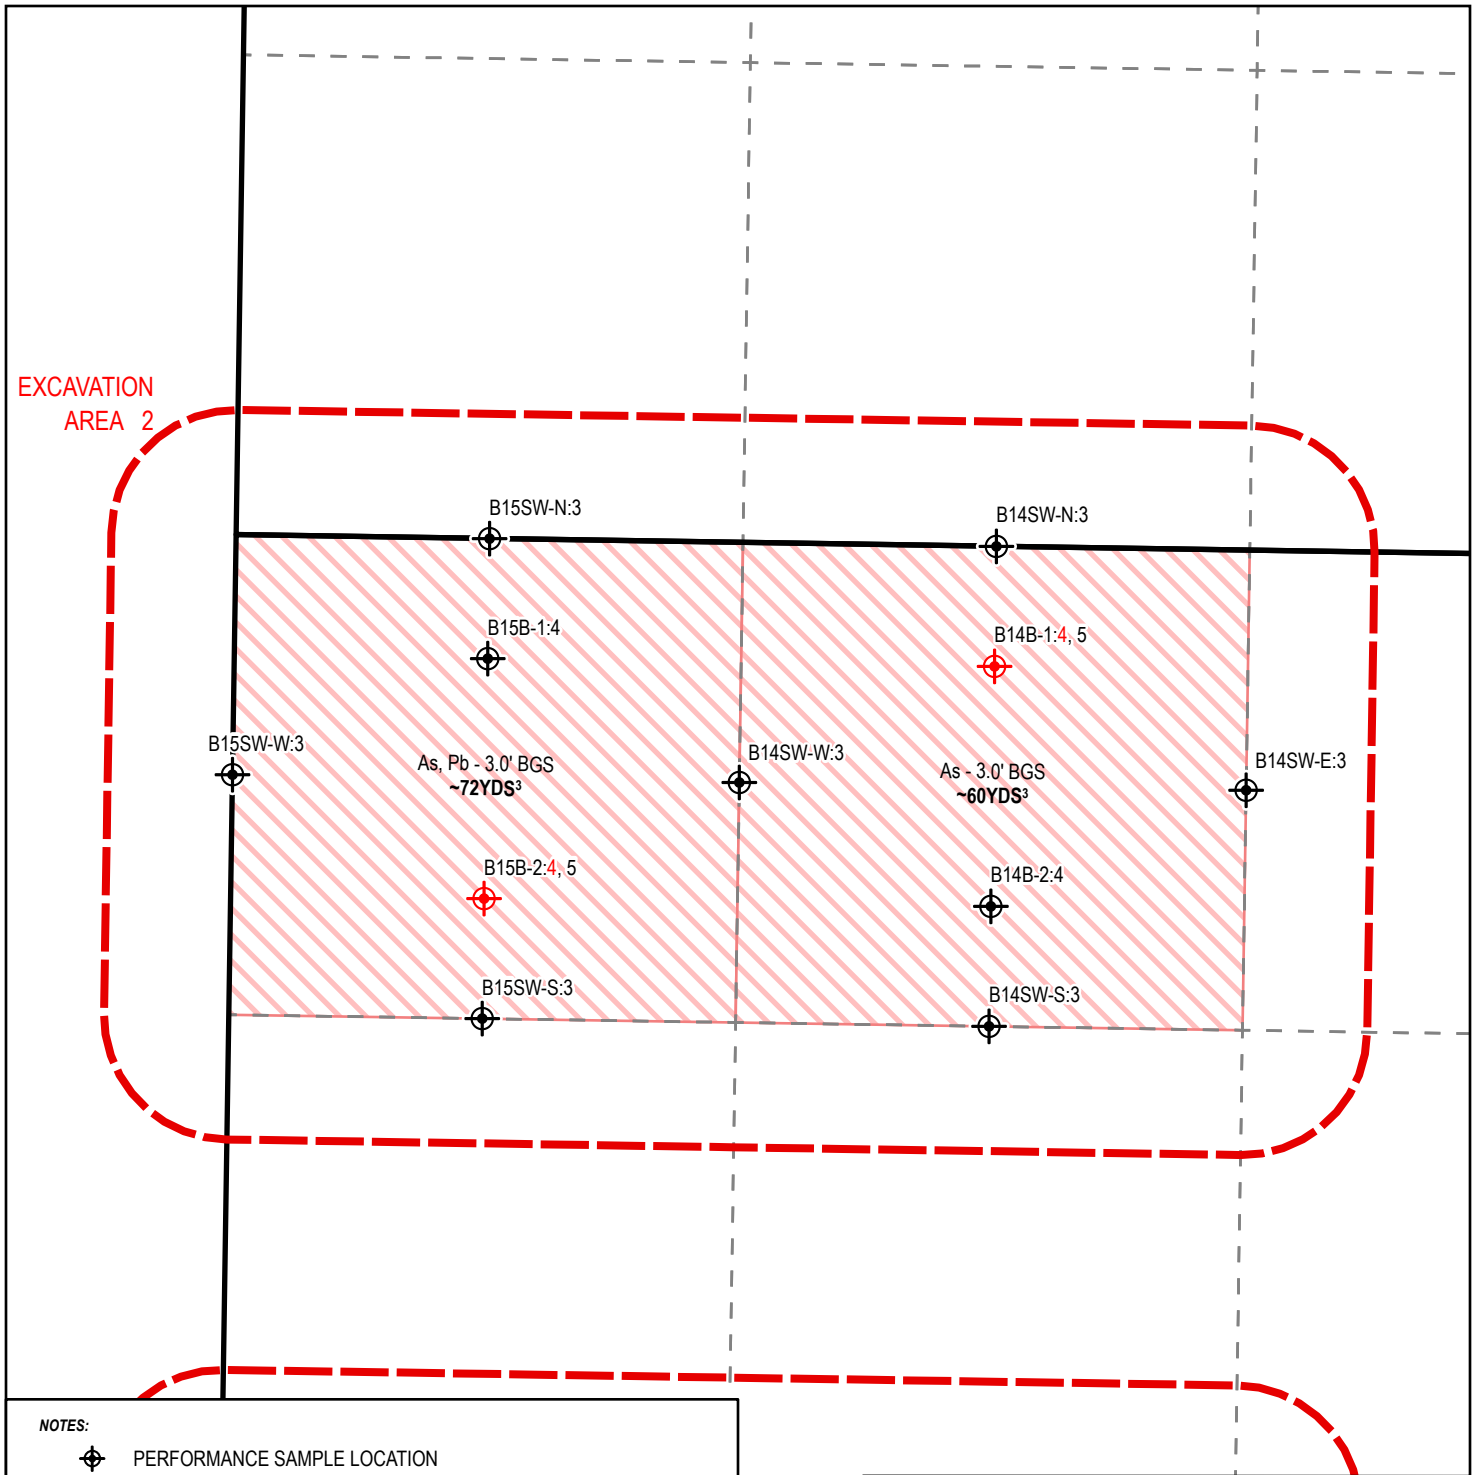 EXCAVATION
AREA 2
B15SW-N:3
B14SW-N:3
B15B-1:4
B14B-1:4, 5
B15SW-W:3
As, Pb - 3.0' BGS
~72YDS³
B14SW-W:3
As - 3.0' BGS
~60YDS³
B14SW-E:3
B15B-2:4, 5
B14B-2:4
B15SW-S:3
B14SW-S:3
NOTES:
PERFORMANCE SAMPLE LOCATION